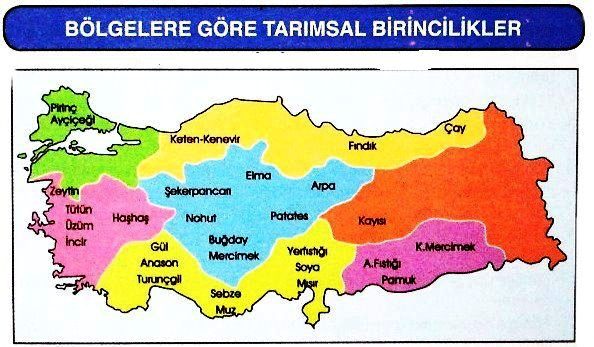 BÖLGELERE GÖRE TARIMSAL BİRİNCİLİKLER
Pirinç
Ayçiçeği
Keten-Kenevir
Fındık
Çay
Zeytin
Tütün
Üzüm
İncir
Haşhaş
Elma
Şekerpancarı
Arpa
Nohut
Patates
Buğday
Mercimek
Kayısı
Gül
Anason
Turunçgil
Sebze
Muz
Yerfıstığı
Soya
Mısır
K.Mercimek
A.Fıstığı
Pamuk